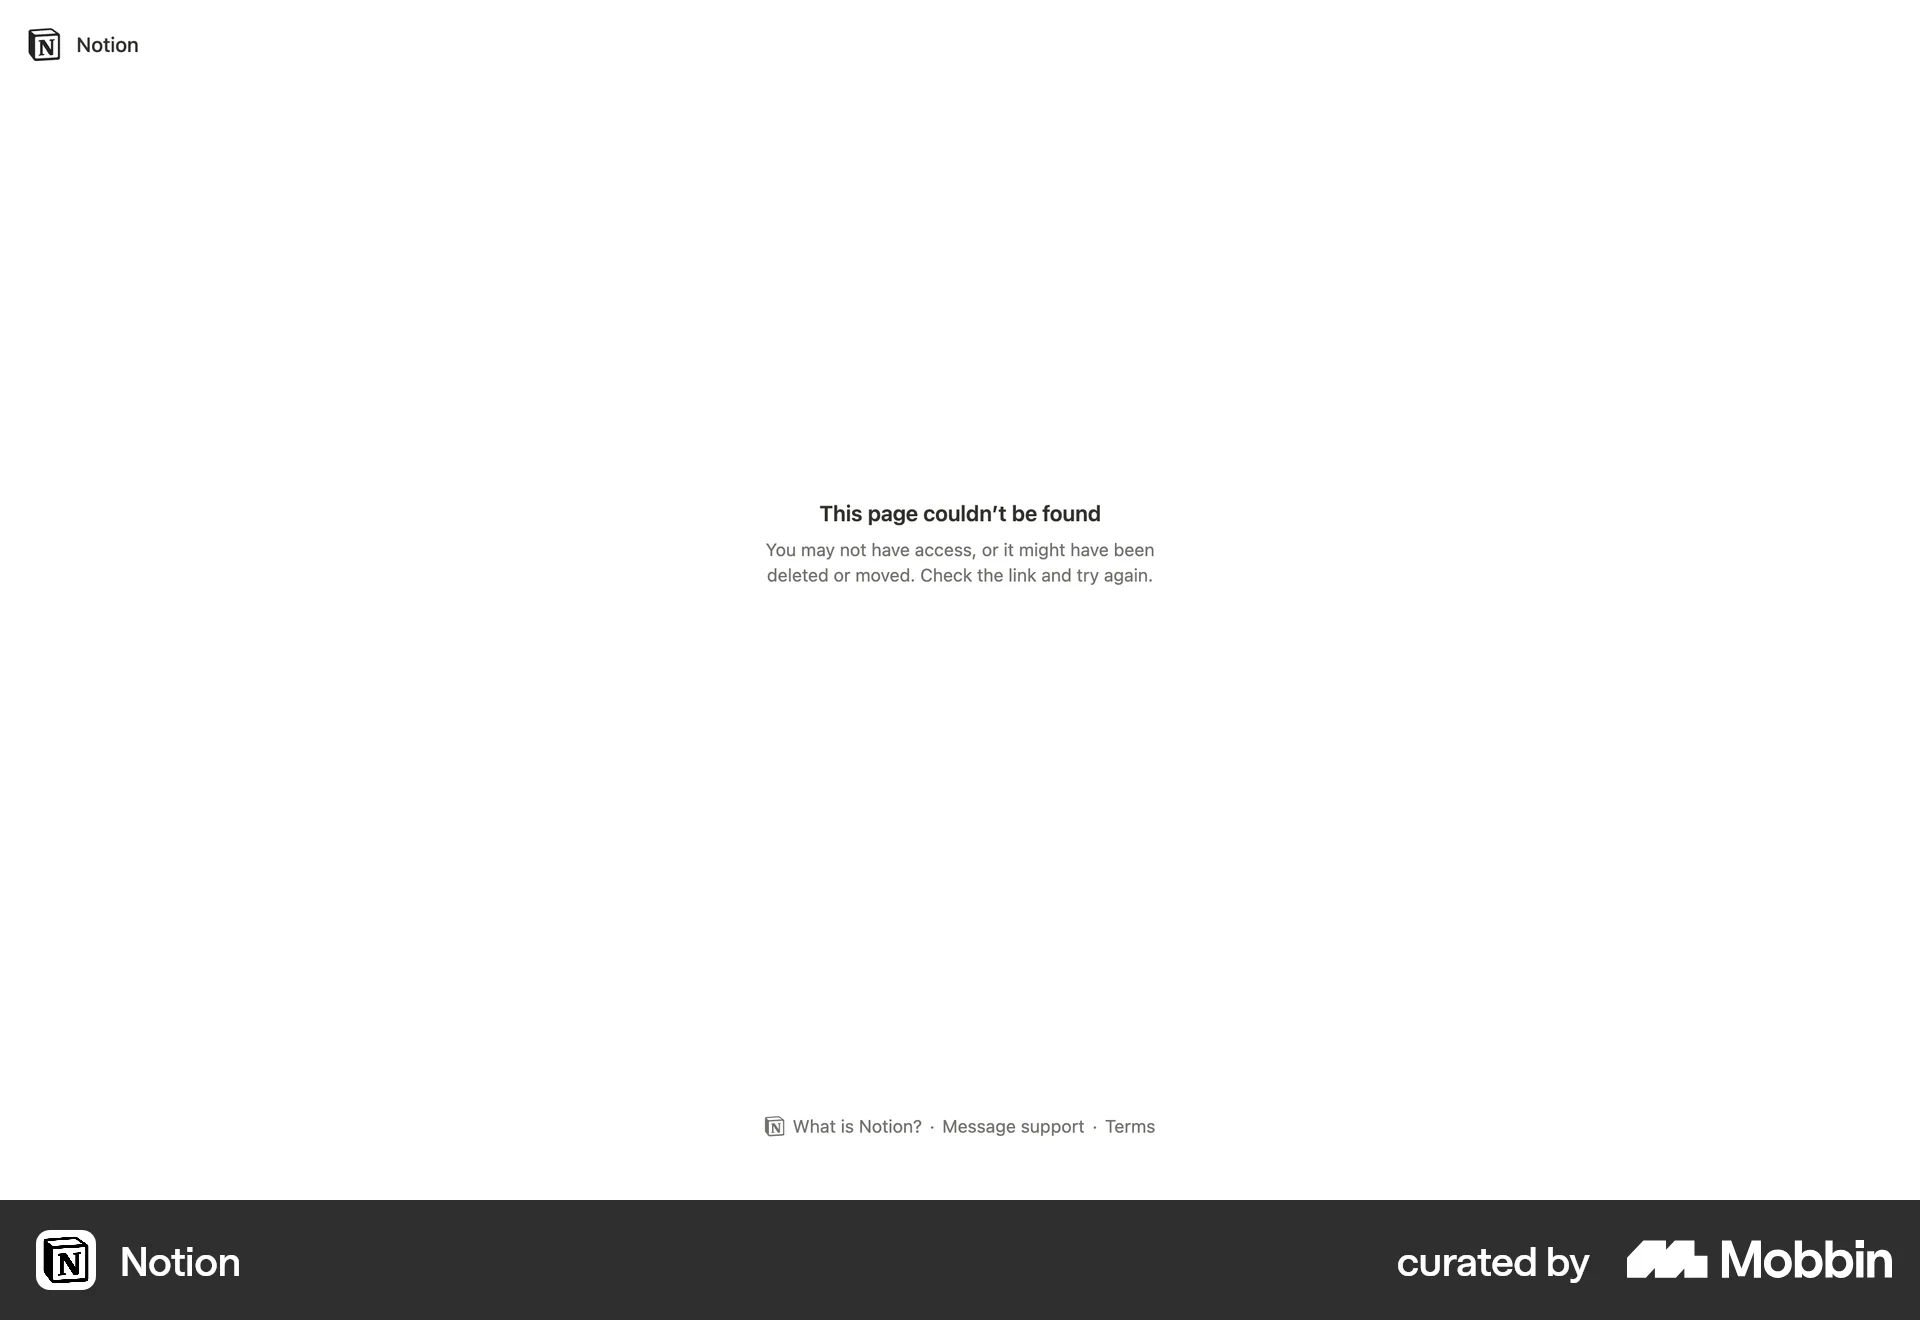 Notion
This page couldn’t be found
You may not have access, or it might have been
deleted or moved. Check the link and try again.
What is Notion? · Message support · Terms
Notion
curated by Mobbin